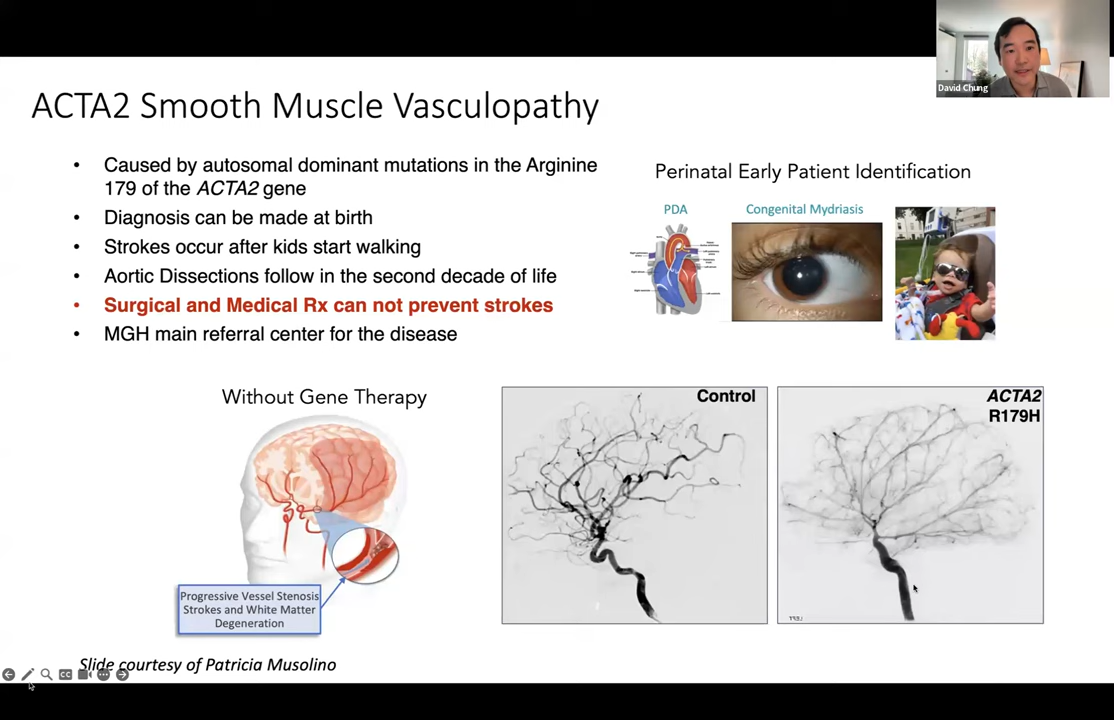 David Chung
ACTA2 Smooth Muscle Vasculopathy
• Caused by autosomal dominant mutations in the Arginine
179 of the ACTA2 gene
• Diagnosis can be made at birth
• Strokes occur after kids start walking
• Aortic Dissections follow in the second decade of life
• Surgical and Medical Rx can not prevent strokes
• MGH main referral center for the disease
Perinatal Early Patient Identification
PDA
Congenital Mydriasis
Without Gene Therapy
Progressive Vessel Stenosis
Strokes and White Matter
Degeneration
Control
ACTA2
R179H
Slide courtesy of Patricia Musolino
CC